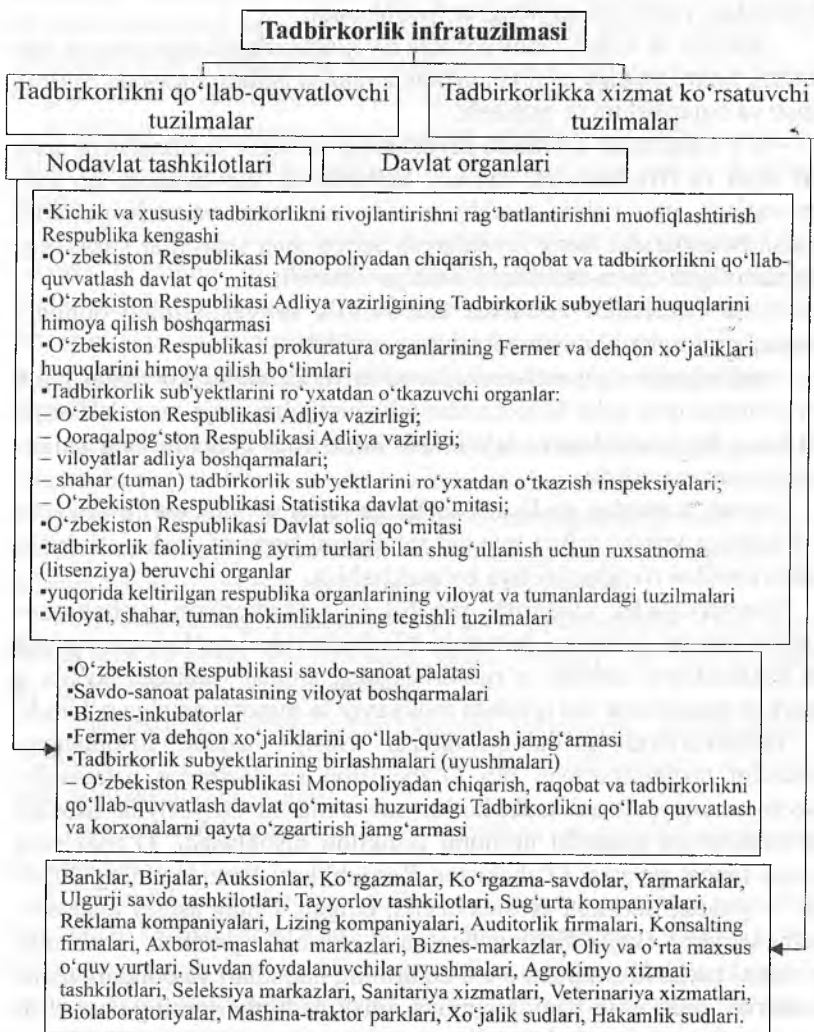 Tadbirkorlik infratuzilmasi
Tadbirkorlikni qo‘llab-quvvatlovchi
tuzilmalar
Tadbirkorlikka xizmat ko‘rsatuvchi
tuzilmalar
Nodavlat tashkilotlari
Davlat organlari
•Kichik va xususiy tadbirkorlikni rivojlantirishni rag‘batlantirishni muofiqlashtirish
Respublika kengashi
•O‘zbekiston Respublikasi Monopoliyadan chiqarish, raqobat va tadbirkorlikni qo‘llab-
quvvatlash davlat qo‘mitasi
•O‘zbekiston Respublikasi Adliya vazirligining Tadbirkorlik subyetlari huquqlarini
himoya qilish boshqarmasi
•O‘zbekiston Respublikasi prokuratura organlarining Fermer va dehqon xo‘jaliklari
huquqlarini himoya qilish bo‘limlari
•Tadbirkorlik sub'yektlarini ro‘yxatdan o‘tkazuvchi organlar:
– O‘zbekiston Respublikasi Adliya vazirligi;
– Qoraqalpog‘ston Respublikasi Adliya vazirligi;
– viloyatlar adliya boshqarmalari;
– shahar (tuman) tadbirkorlik sub'yektlarini ro‘yxatdan o‘tkazish inspeksiyalari;
– O‘zbekiston Respublikasi Statistika davlat qo‘mitasi;
•O‘zbekiston Respublikasi Davlat soliq qo‘mitasi
•tadbirkorlik faoliyatining ayrim turlari bilan shug‘ullanish uchun ruxsatnoma
(litsenziya) beruvchi organlar
•yuqorida keltirilgan respublika organlarining viloyat va tumanlardagi tuzilmalari
•Viloyat, shahar, tuman hokimliklarining tegishli tuzilmalari
•O‘zbekiston Respublikasi savdo-sanoat palatasi
•Savdo-sanoat palatasining viloyat boshqarmalari
•Biznes-inkubatorlar
•Fermer va dehqon xo‘jaliklarini qo‘llab-quvvatlash jamg‘armasi
•Tadbirkorlik subyektlarining birlashmalari (uyushmalari)
– O‘zbekiston Respublikasi Monopoliyadan chiqarish, raqobat va tadbirkorlikni
qo‘llab-quvvatlash davlat qo‘mitasi huzuridagi Tadbirkorlikni qo‘llab quvvatlash
va korxonalarni qayta o‘zgartirish jamg‘armasi
Banklar, Birjalar, Auksionlar, Ko‘rgazmalar, Ko‘rgazma-savdolar, Yarmarkalar,
Ulgurji savdo tashkilotlari, Tayyorlov tashkilotlari, Sug‘urta kompaniyalari,
Reklama kompaniyalari, Lizing kompaniyalari, Auditorlik firmalari, Konsalting
firmalari, Axborot-maslahat markazlari, Biznes-markazlar, Oliy va o‘rta maxsus
o‘quv yurtlari, Suvdan foydalanuvchilar uyushmalari, Agrokimyo xizmati
tashkilotlari, Seleksiya markazlari, Sanitariya xizmatlari, Veterinariya xizmatlari,
Biolaboratoriyalar, Mashina-traktor parklari, Xo‘jalik sudlari, Hakamlik sudlari,